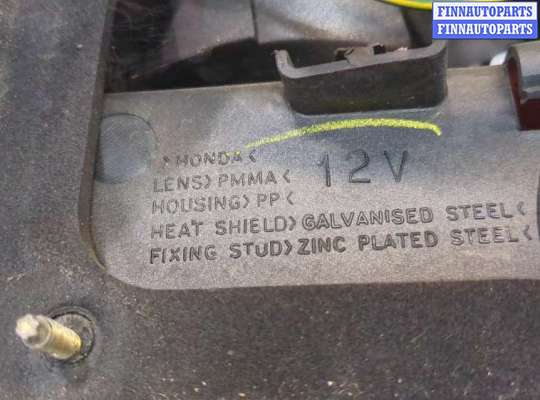 FINNAUTOPARTS
FINNAUTOPARTS
>HONDA<
12V
LENS>PMMA<
HOUSING>PP<
HEAT SHIELD>GALVANISED STEEL<
FIXING STUD>ZINC PLATED STEEL<